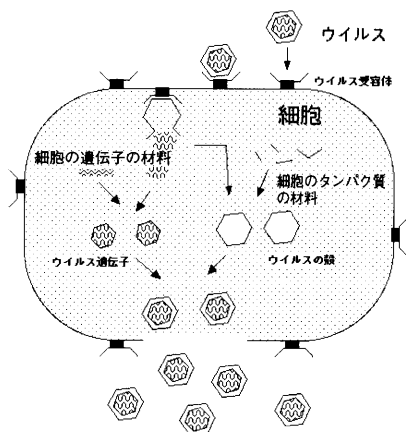 ウイルス
ウイルス受容体
細胞
細胞の遺伝子の材料
細胞のタンパク質
の材料
ウイルス遺伝子
ウイルスの殻